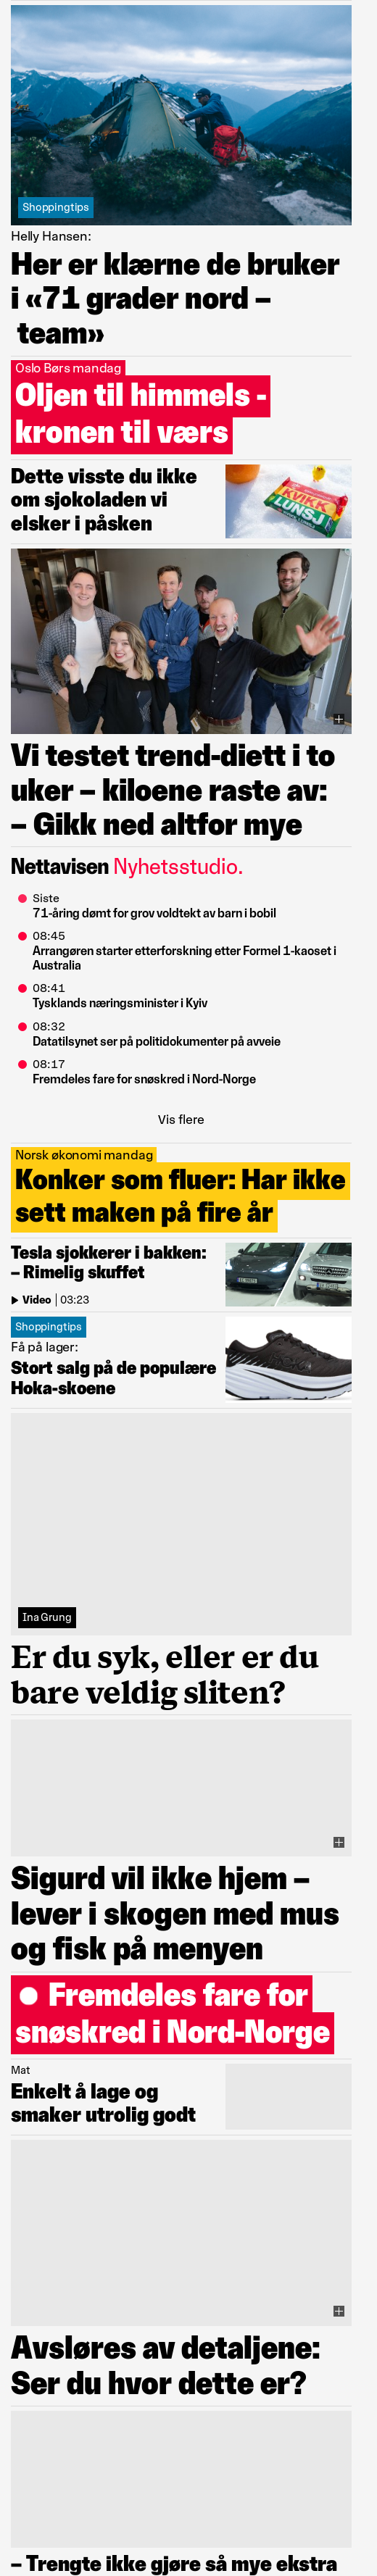 Shoppingtips
Helly Hansen:
Her er klærne de bruker
i «71 grader nord –
team»
Oslo Børs mandag
Oljen til himmels -
kronen til værs
Dette visste du ikke
om sjokoladen vi
elsker i påsken
KVIKK
LUNSJ
Vi testet trend-diett i to
uker – kiloene raste av:
– Gikk ned altfor mye
Nettavisen Nyhetsstudio.
Siste
71-åring dømt for grov voldtekt av barn i bobil
08:45
Arrangøren starter etterforskning etter Formel 1-kaoset i
Australia
08:41
Tysklands næringsminister i Kyiv
08:32
Datatilsynet ser på politidokumenter på avveie
08:17
Fremdeles fare for snøskred i Nord-Norge
Vis flere
Norsk økonomi mandag
Konker som fluer: Har ikke
sett maken på fire år
Tesla sjokkerer i bakken:
– Rimelig skuffet
Video | 03:23
Shoppingtips
Få på lager:
Stort salg på de populære
Hoka-skoene
Ina Grung
Er du syk, eller er du
bare veldig sliten?
Sigurd vil ikke hjem –
lever i skogen med mus
og fisk på menyen
Fremdeles fare for
snøskred i Nord-Norge
Mat
Enkelt å lage og
smaker utrolig godt
Avsløres av detaljene:
Ser du hvor dette er?
– Trengte ikke gjøre så mye ekstra